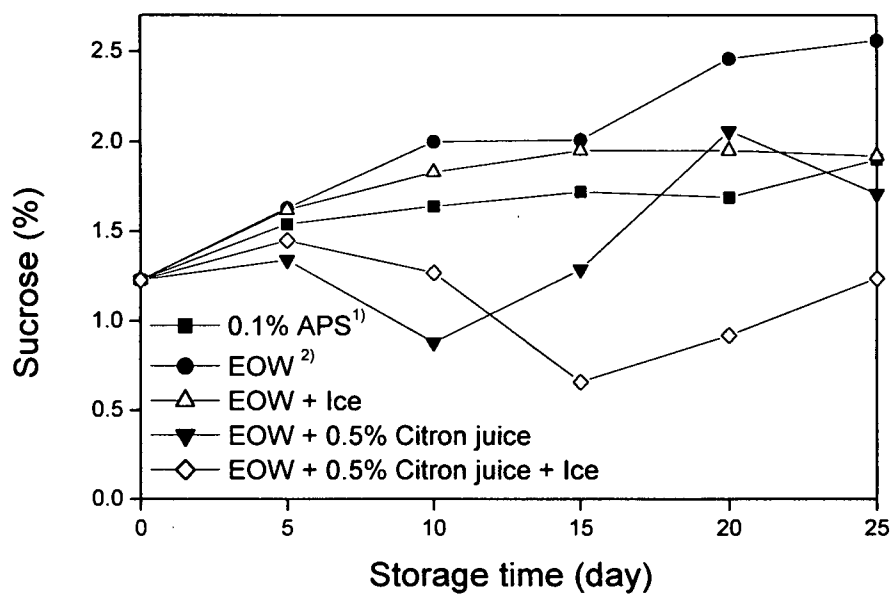 Sucrose (%)
2.5
2.0
1.5
1.0
0.5
0.0
0.1% APS1)
EOW 2)
EOW + Ice
EOW + 0.5% Citron juice
EOW + 0.5% Citron juice + Ice
0 5 10 15 20 25
Storage time (day)